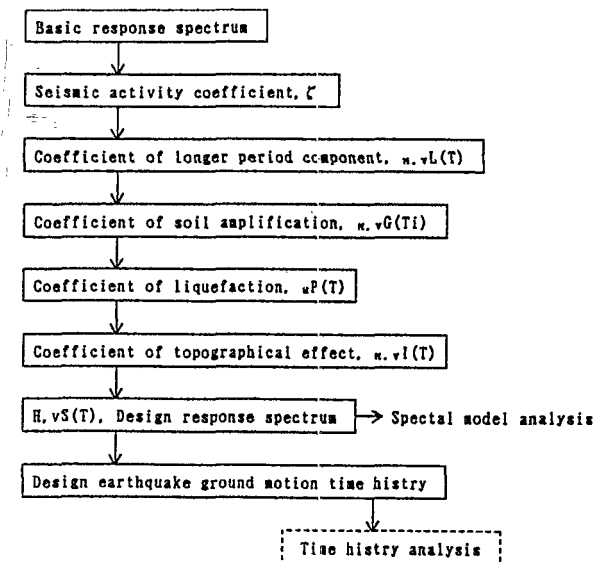 Basic response spectrum
Seismic activity coefficient, ζ
Coefficient of longer period component, H,VL(T)
Coefficient of soil amplification, H,VG(Ti)
Coefficient of liquefaction, HP(T)
Coefficient of topographical effect, H,VI(T)
H,vS(T), Design response spectrum
Spectal model analysis
Design earthquake ground motion time histry
Time histry analysis